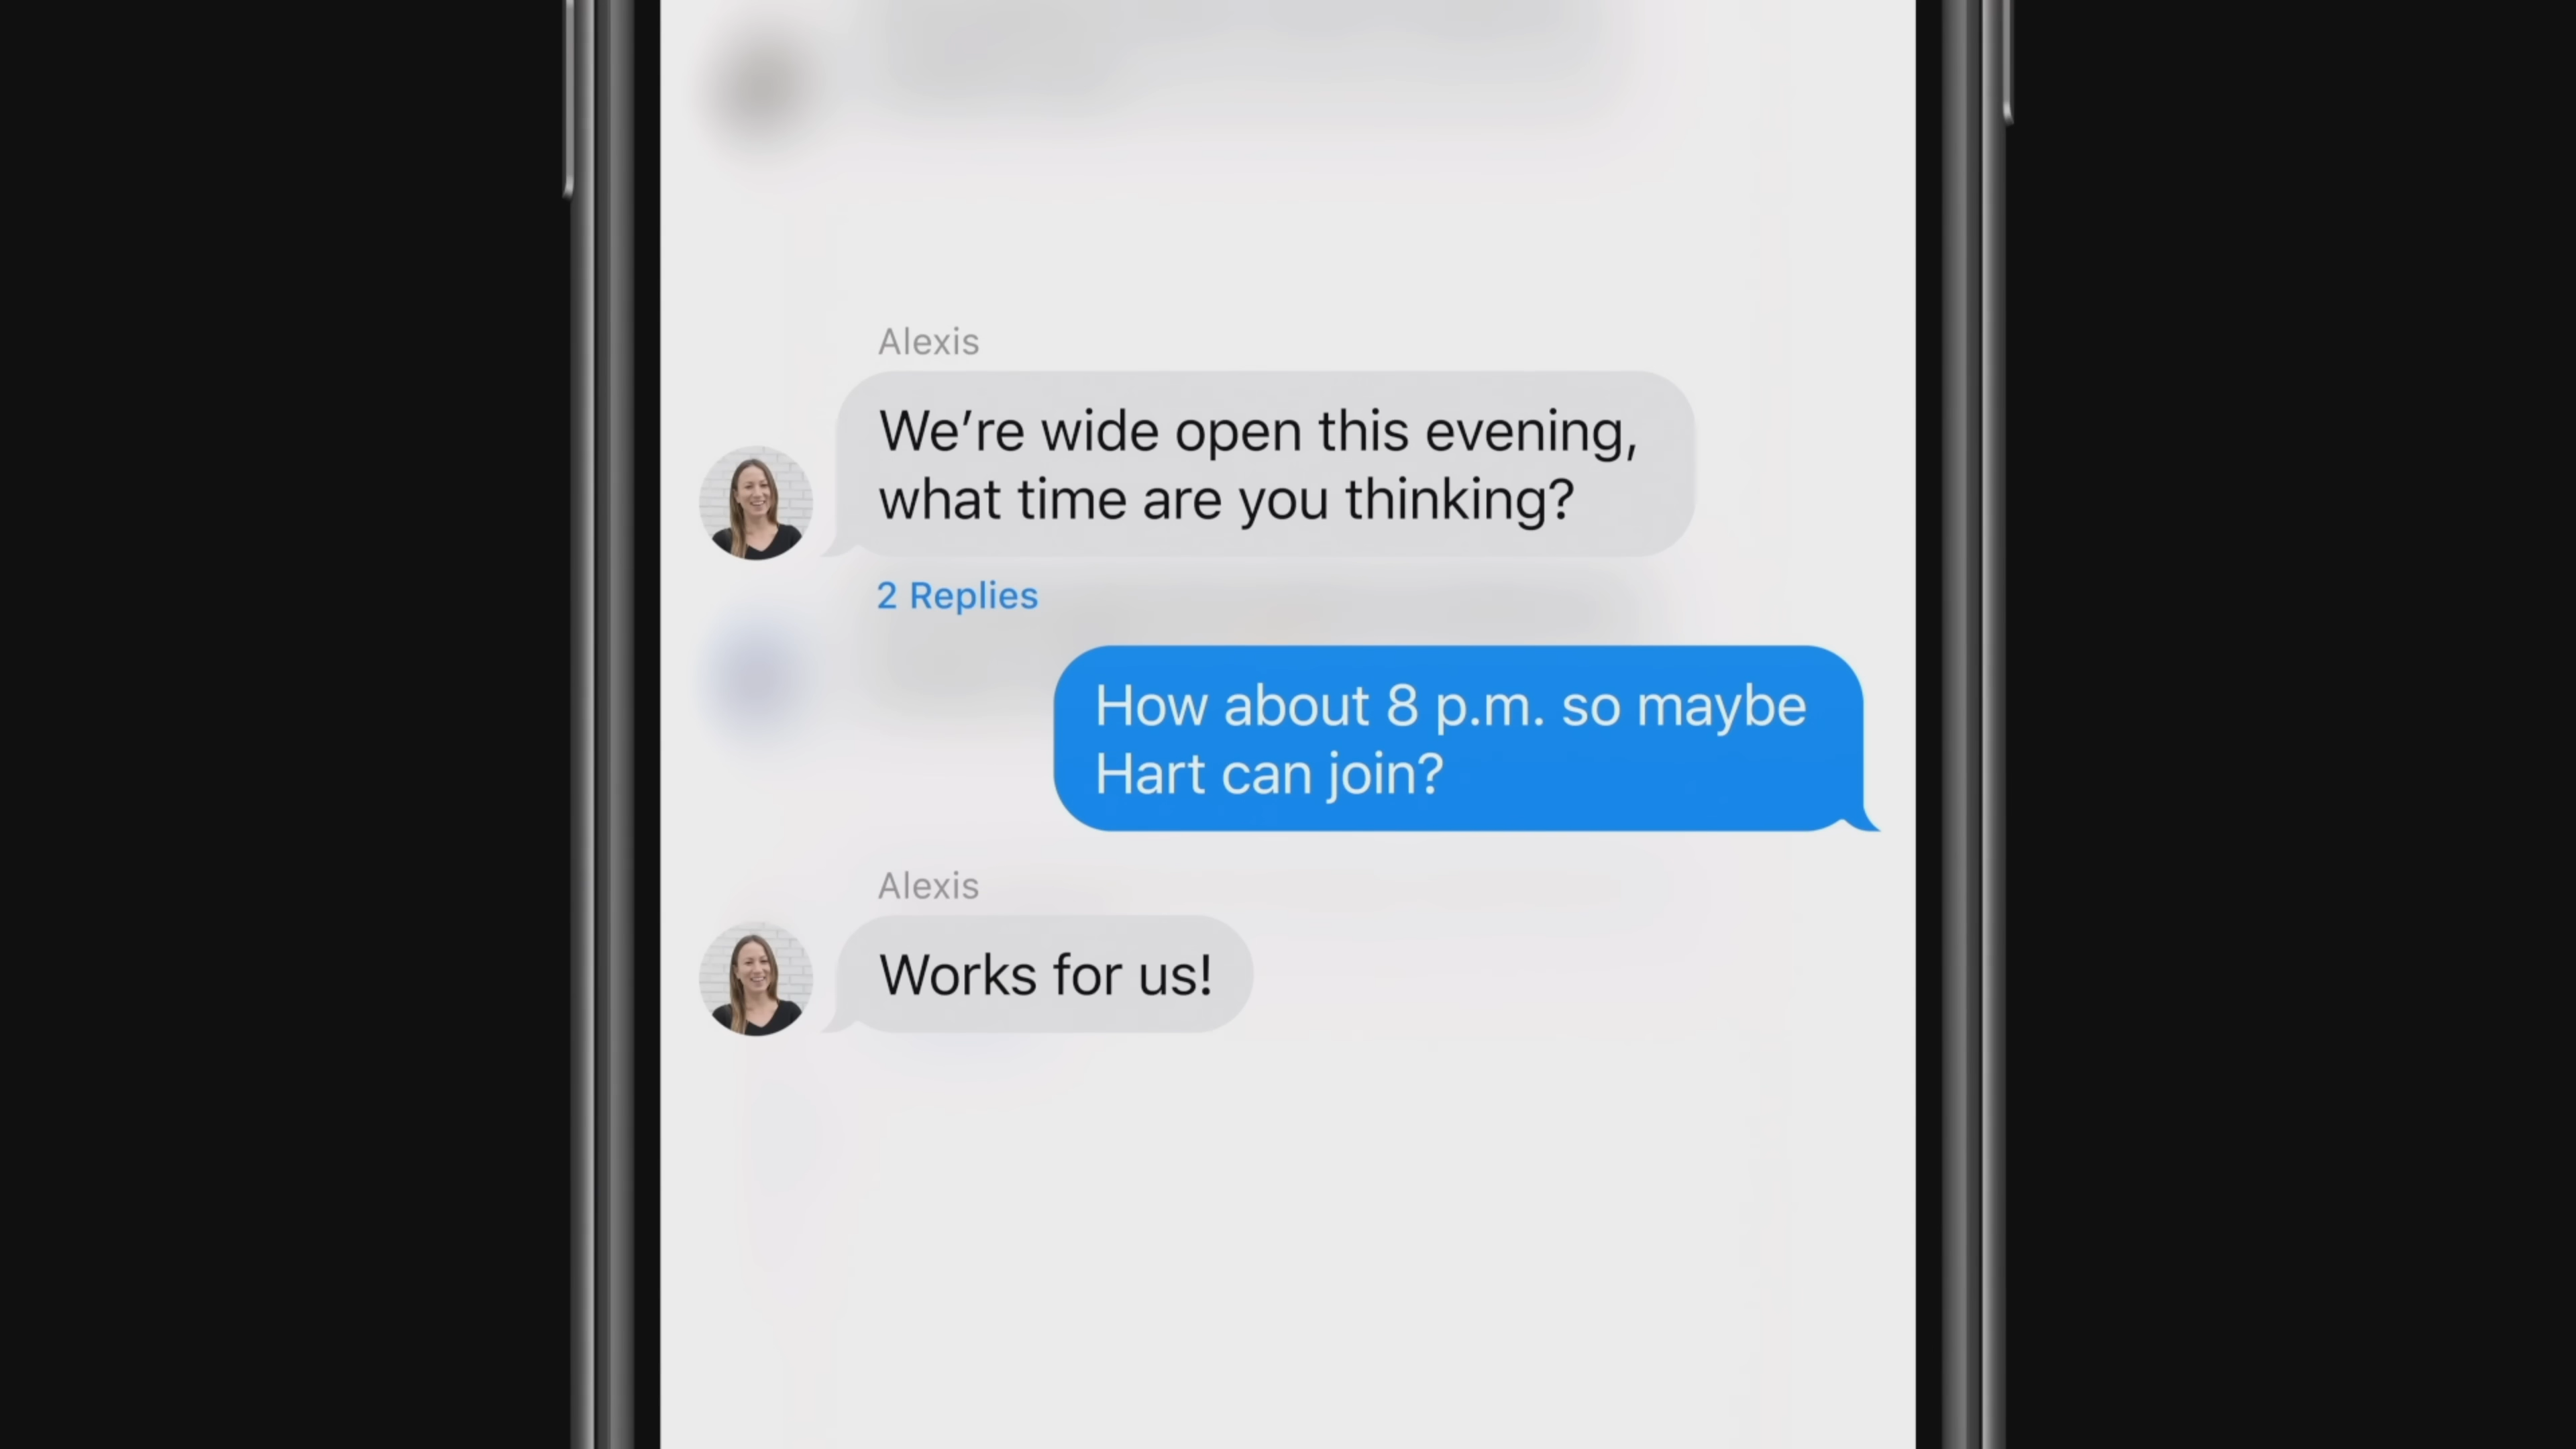 Alexis
We’re wide open this evening,
what time are you thinking?
2 Replies
How about 8 p.m. so maybe
Hart can join?
Alexis
Works for us!